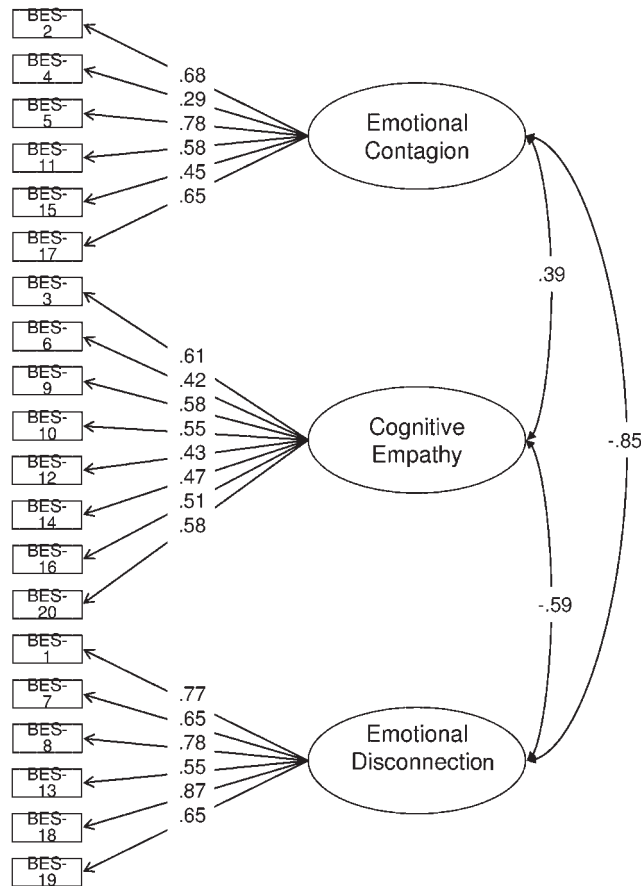 BES-
2
BES-
4
BES-
5
BES-
11
BES-
15
BES-
17
.68
.29
.78
.58
.45
.65
Emotional
Contagion
BES-
3
BES-
6
BES-
9
BES-
10
BES-
12
BES-
14
BES-
16
BES-
20
.61
.42
.58
.55
.43
.47
.51
.58
Cognitive
Empathy
BES-
1
BES-
7
BES-
8
BES-
13
BES-
18
BES-
19
.77
.65
.78
.55
.87
.65
Emotional
Disconnection
.39
-.85
-.59